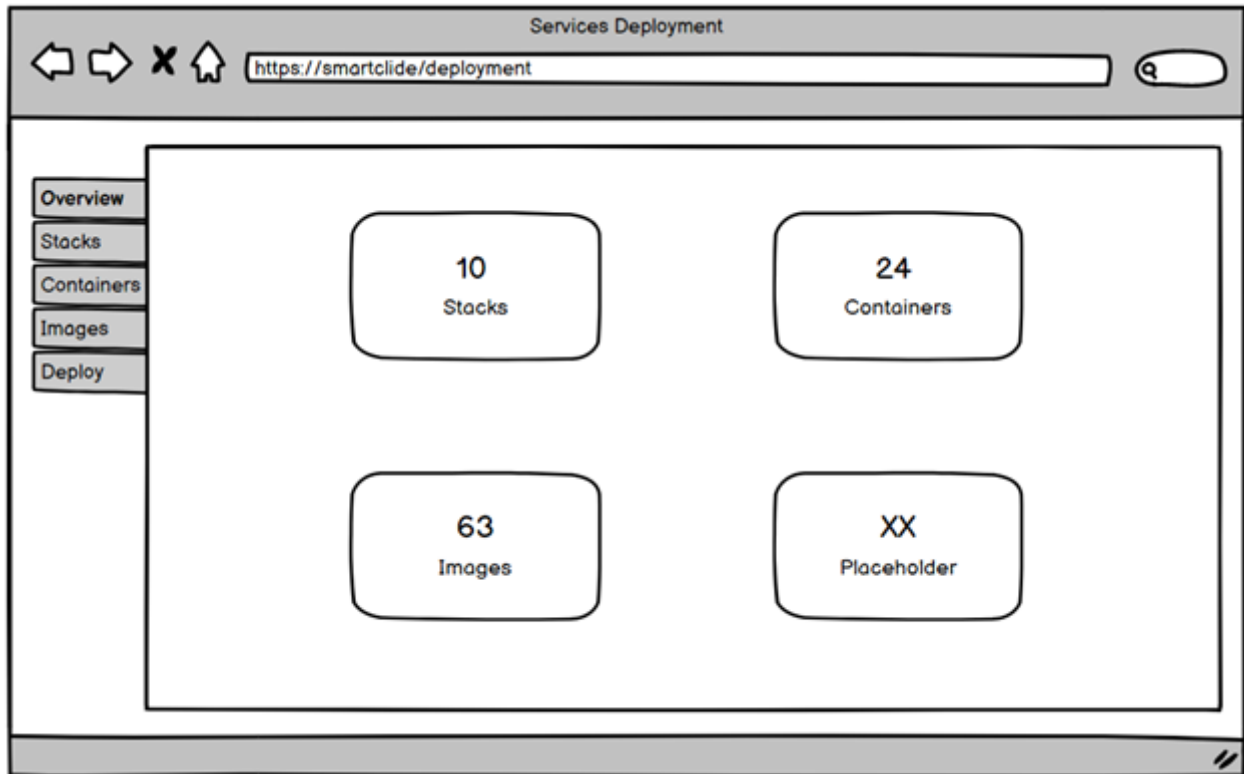 Services Deployment
https://smartclide/deployment
Overview
Stacks
Containers
Images
Deploy
10
Stacks
24
Containers
63
Images
XX
Placeholder